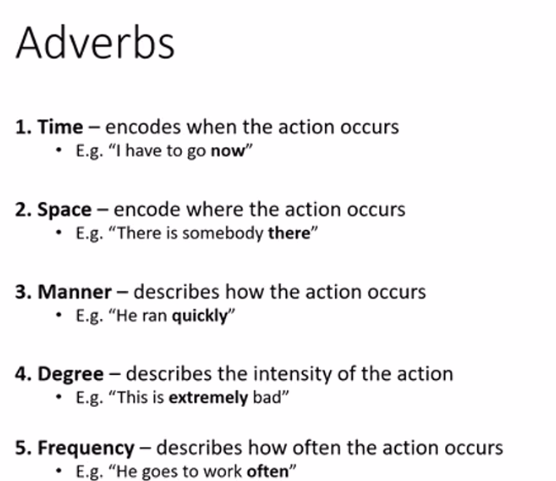 Adverbs
1. Time – encodes when the action occurs
• E.g. “I have to go now”
2. Space – encode where the action occurs
• E.g. “There is somebody there”
3. Manner – describes how the action occurs
• E.g. “He ran quickly”
4. Degree – describes the intensity of the action
• E.g. “This is extremely bad”
5. Frequency – describes how often the action occurs
• E.g. “He goes to work often”